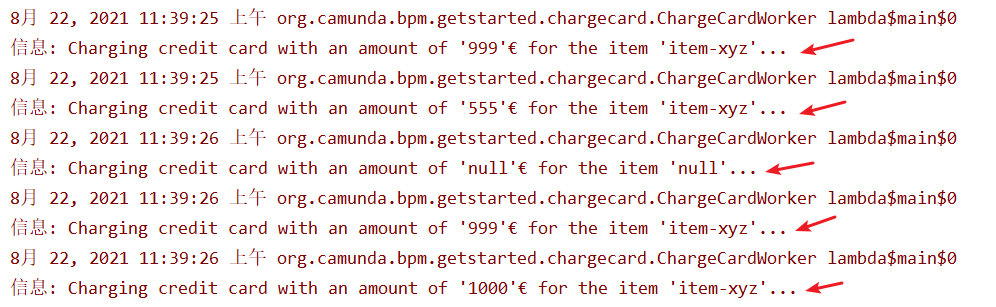 8月 22, 2021 11:39:25 上午 org.camunda.bpm.getstarted.chargecard.ChargeCardWorker lambda$main$0
信息: Charging credit card with an amount of '999'€ for the item 'item-xyz'...
8月 22, 2021 11:39:25 上午 org.camunda.bpm.getstarted.chargecard.ChargeCardWorker lambda$main$0
信息: Charging credit card with an amount of '555'€ for the item 'item-xyz'...
8月 22, 2021 11:39:26 上午 org.camunda.bpm.getstarted.chargecard.ChargeCardWorker lambda$main$0
信息: Charging credit card with an amount of 'null'€ for the item 'null'...
8月 22, 2021 11:39:26 上午 org.camunda.bpm.getstarted.chargecard.ChargeCardWorker lambda$main$0
信息: Charging credit card with an amount of '999'€ for the item 'item-xyz'...
8月 22, 2021 11:39:26 上午 org.camunda.bpm.getstarted.chargecard.ChargeCardWorker lambda$main$0
信息: Charging credit card with an amount of '1000'€ for the item 'item-xyz'...